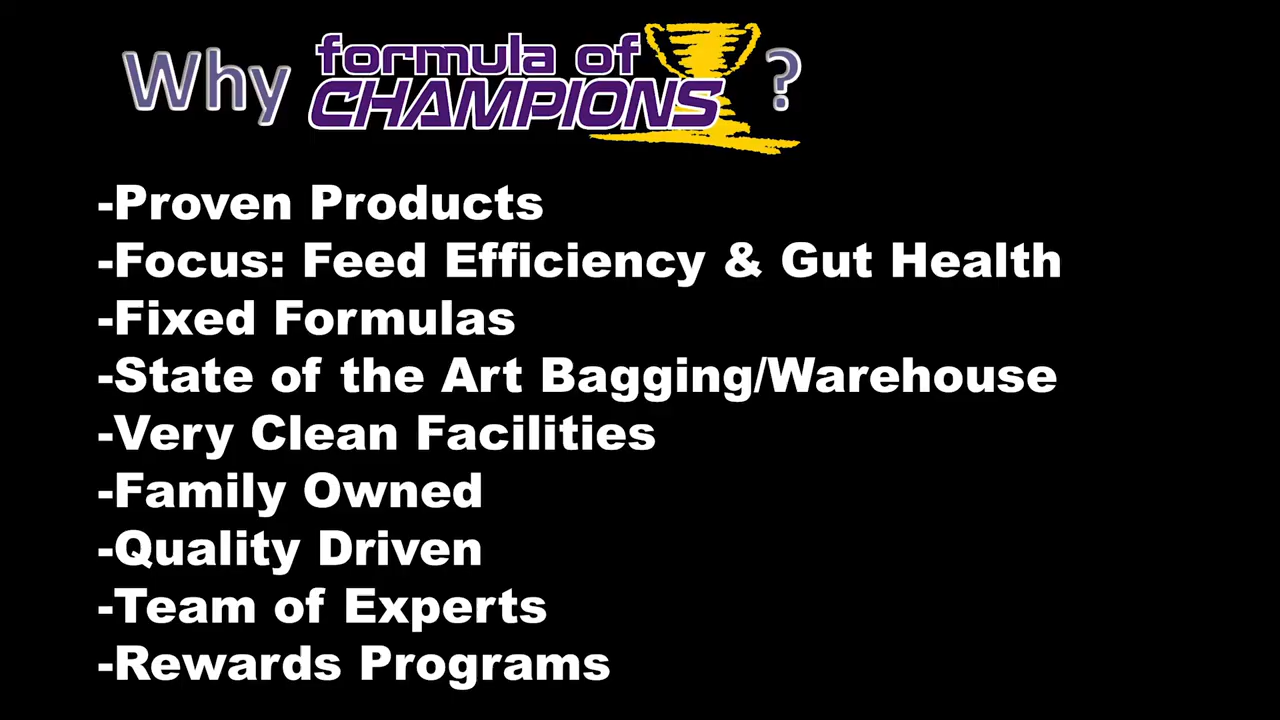 Why formula of CHAMPIONS ?
-Proven Products
-Focus: Feed Efficiency & Gut Health
-Fixed Formulas
-State of the Art Bagging/Warehouse
-Very Clean Facilities
-Family Owned
-Quality Driven
-Team of Experts
-Rewards Programs